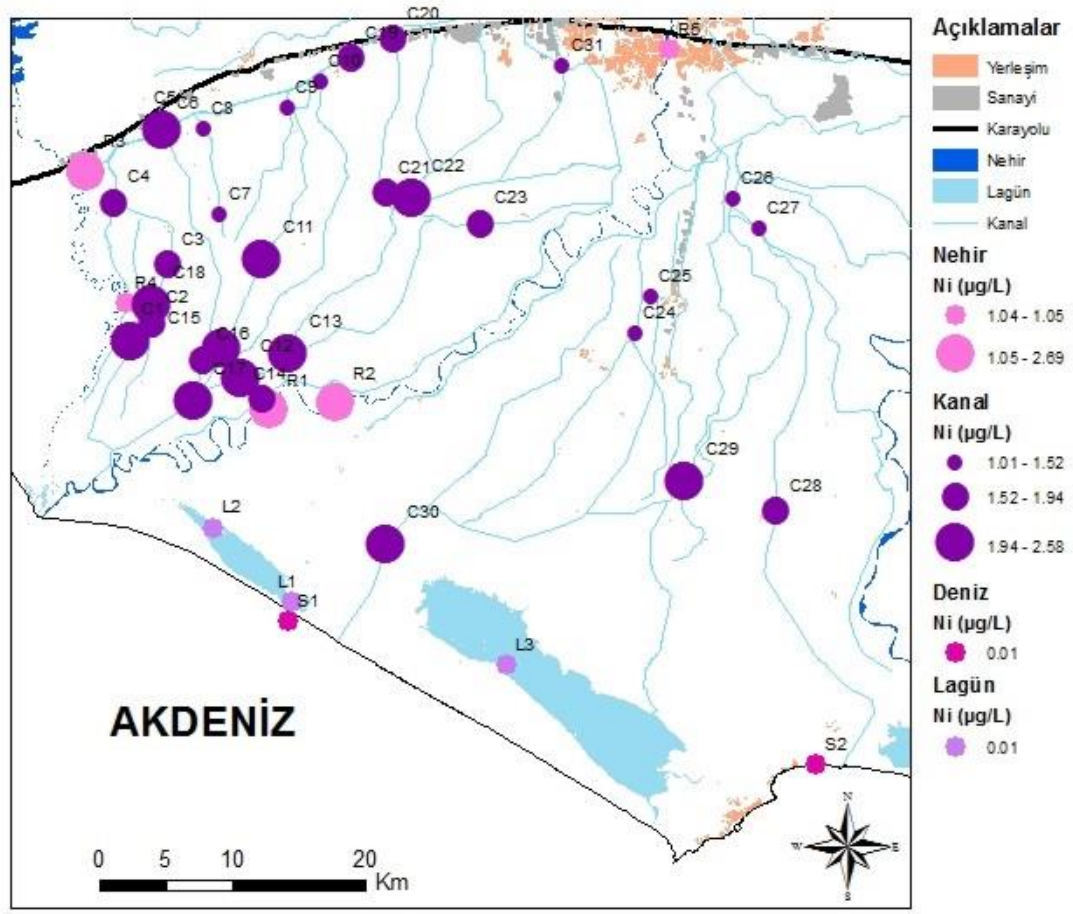 C20
C19
C31
R6
C10
C9
C5
C6
C8
R3
C21
C22
C4
C7
C23
C26
C27
C3
C11
C18
C25
R4
C2
C1
C15
C24
C16
C13
C12
C17
C14
R1
R2
C29
C28
L2
C30
L1
S1
L3
AKDENİZ
S2
0 5 10 20
Km
N
W E
S
Açıklamalar
Yerleşim
Sanayi
Karayolu
Nehir
Lagün
Kanal
Nehir
Ni (µg/L)
1.04 - 1.05
1.05 - 2.69
Kanal
Ni (µg/L)
1.01 - 1.52
1.52 - 1.94
1.94 - 2.58
Deniz
Ni (µg/L)
0.01
Lagün
Ni (µg/L)
0.01